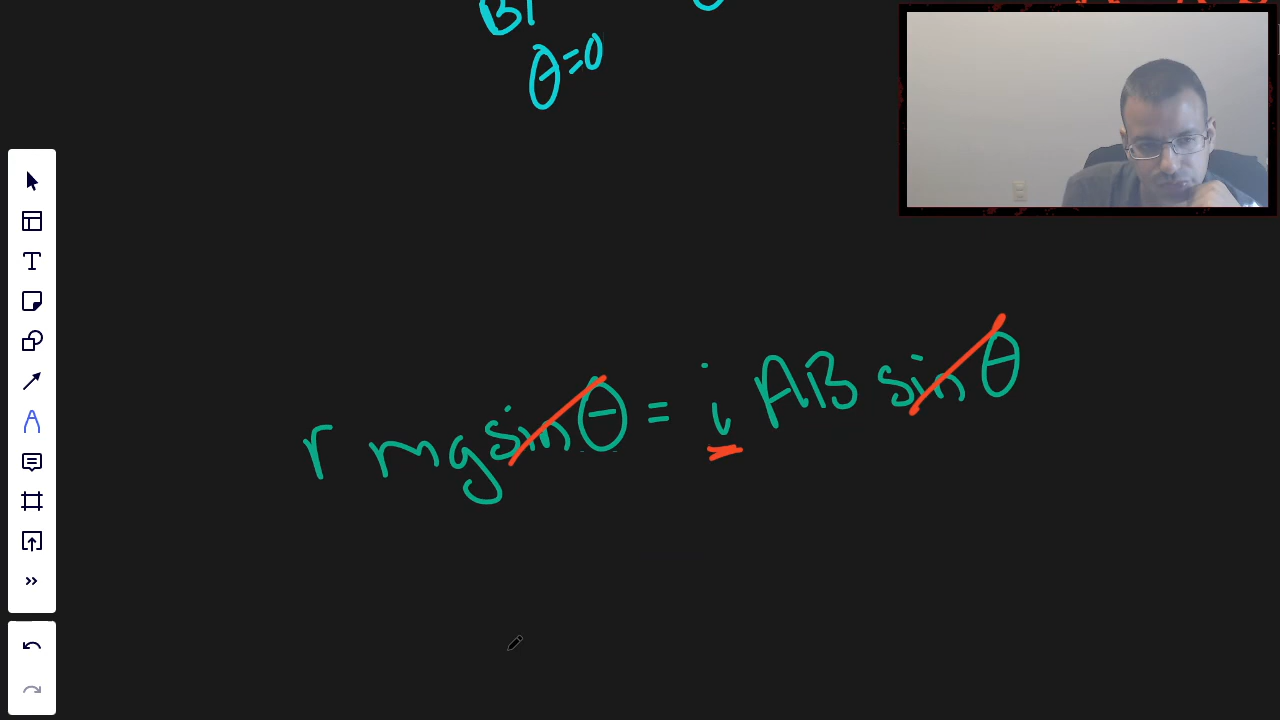 θ=0
r mg sinθ = i AB sinθ